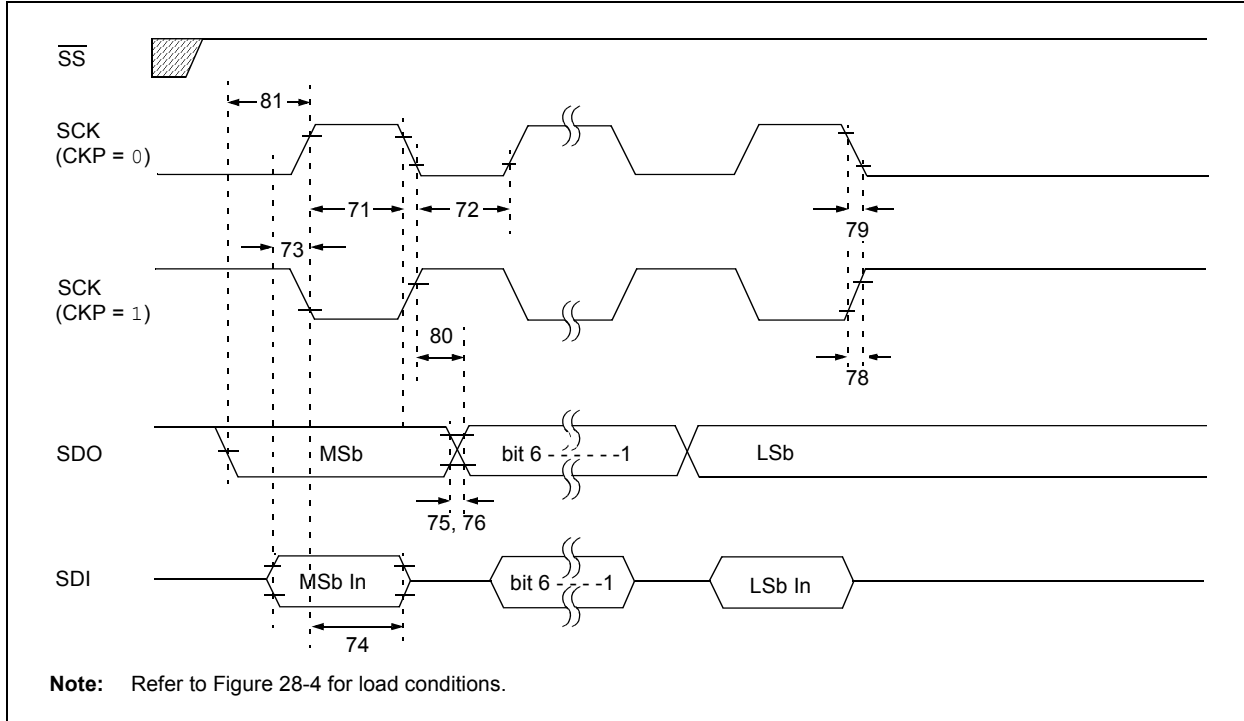 SS
81
SCK
(CKP = 0)
71
72
79
73
SCK
(CKP = 1)
80
78
SDO
MSb
bit 6 - - - - - -1
LSb
75, 76
SDI
MSb In
bit 6 - - - - -1
LSb In
74
Note: Refer to Figure 28-4 for load conditions.